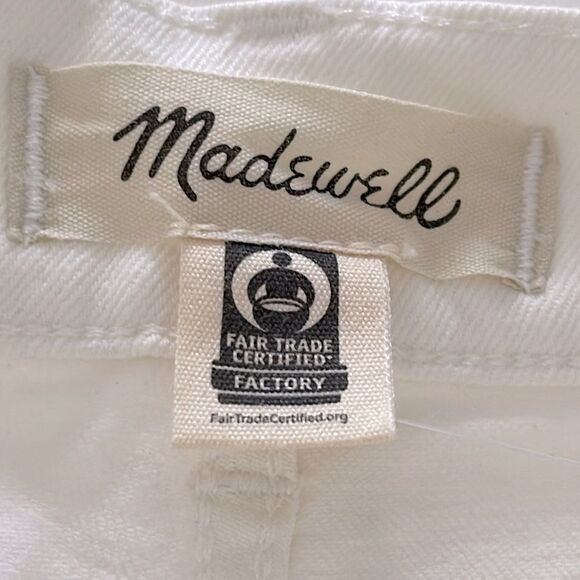 Madewell
FAIR TRADE
CERTIFIED
FACTORY
FairTradeCertified.org